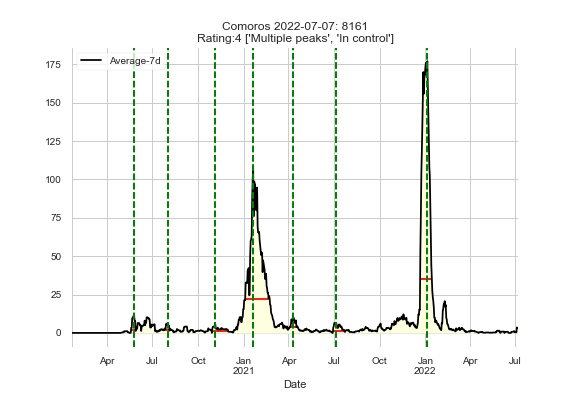 Comoros 2022-07-07: 8161
Rating:4 ['Multiple peaks', 'In control']
Average-7d
175
150
125
100
75
50
25
0
Apr Jul Oct Jan Apr Jul Oct Jan Apr Jul
2021 2022
Date